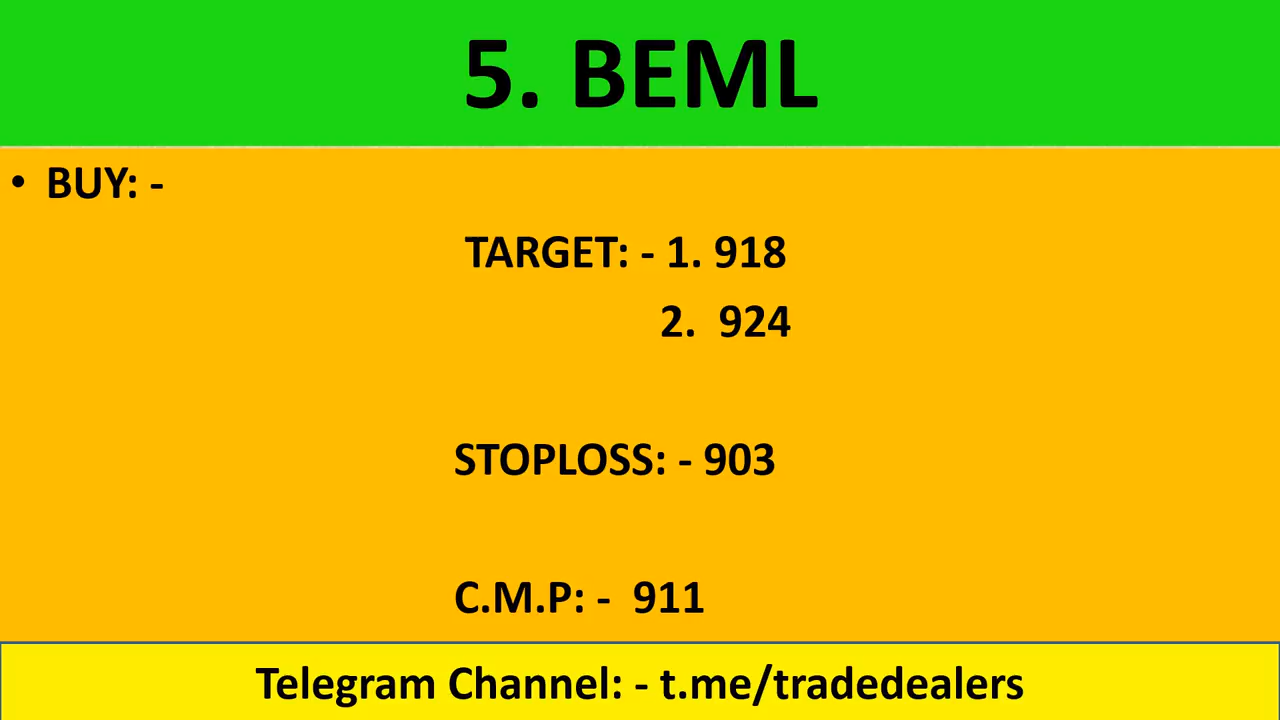 5. BEML
• BUY: -
TARGET: - 1. 918
2. 924
STOPLOSS: - 903
C.M.P: - 911
Telegram Channel: - t.me/tradedealers